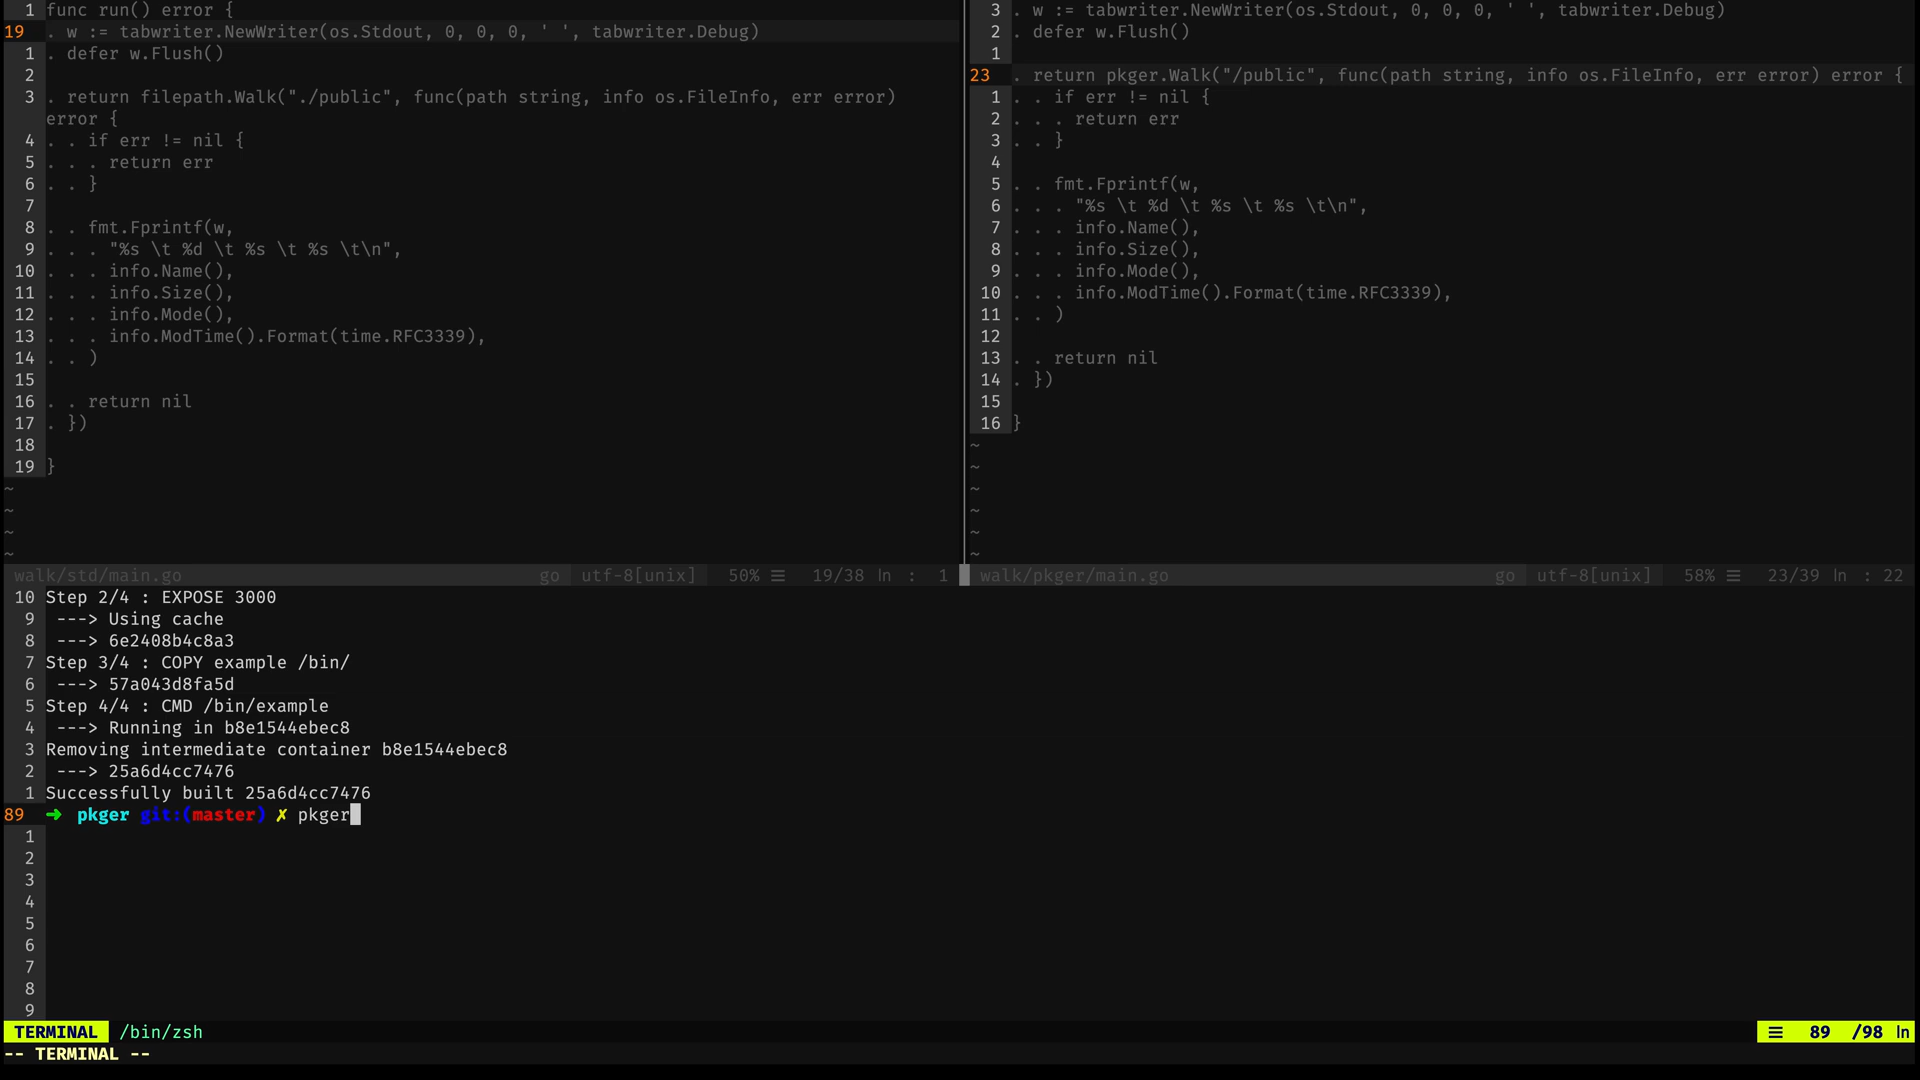 1 func run() error {
19 . w := tabwriter.NewWriter(os.Stdout, 0, 0, 0, ' ', tabwriter.Debug)
1 . defer w.Flush()
2
3 . return filepath.Walk("./public", func(path string, info os.FileInfo, err error)
error {
4 . . if err != nil {
5 . . . return err
6 . . }
7
8 . . fmt.Fprintf(w,
9 . . . "%s \t %d \t %s \t %s \t\n",
10 . . . info.Name(),
11 . . . info.Size(),
12 . . . info.Mode(),
13 . . . info.ModTime().Format(time.RFC3339),
14 . . )
15
16 . . return nil
17 . })
18
19 }
~
~
~
~
walk/std/main.go go utf-8[unix] 50% ☰ 19/38 ln : 1
3 . w := tabwriter.NewWriter(os.Stdout, 0, 0, 0, ' ', tabwriter.Debug)
2 . defer w.Flush()
1
23 . return pkger.Walk("/public", func(path string, info os.FileInfo, err error) error {
1 . . if err != nil {
2 . . . return err
3 . . }
4
5 . . fmt.Fprintf(w,
6 . . . "%s \t %d \t %s \t %s \t\n",
7 . . . info.Name(),
8 . . . info.Size(),
9 . . . info.Mode(),
10 . . . info.ModTime().Format(time.RFC3339),
11 . . )
12
13 . . return nil
14 . })
15
16 }
~
~
~
~
~
~
walk/pkger/main.go go utf-8[unix] 58% ☰ 23/39 ln : 22
10 Step 2/4 : EXPOSE 3000
9 ---> Using cache
8 ---> 6e2408b4c8a3
7 Step 3/4 : COPY example /bin/
6 ---> 57a043d8fa5d
5 Step 4/4 : CMD /bin/example
4 ---> Running in b8e1544ebec8
3 Removing intermediate container b8e1544ebec8
2 ---> 25a6d4cc7476
1 Successfully built 25a6d4cc7476
89 ➜ pkger git:(master) ✗ pkger
1
2
3
4
5
6
7
8
9
TERMINAL /bin/zsh ☰ 89 /98 ln
-- TERMINAL --